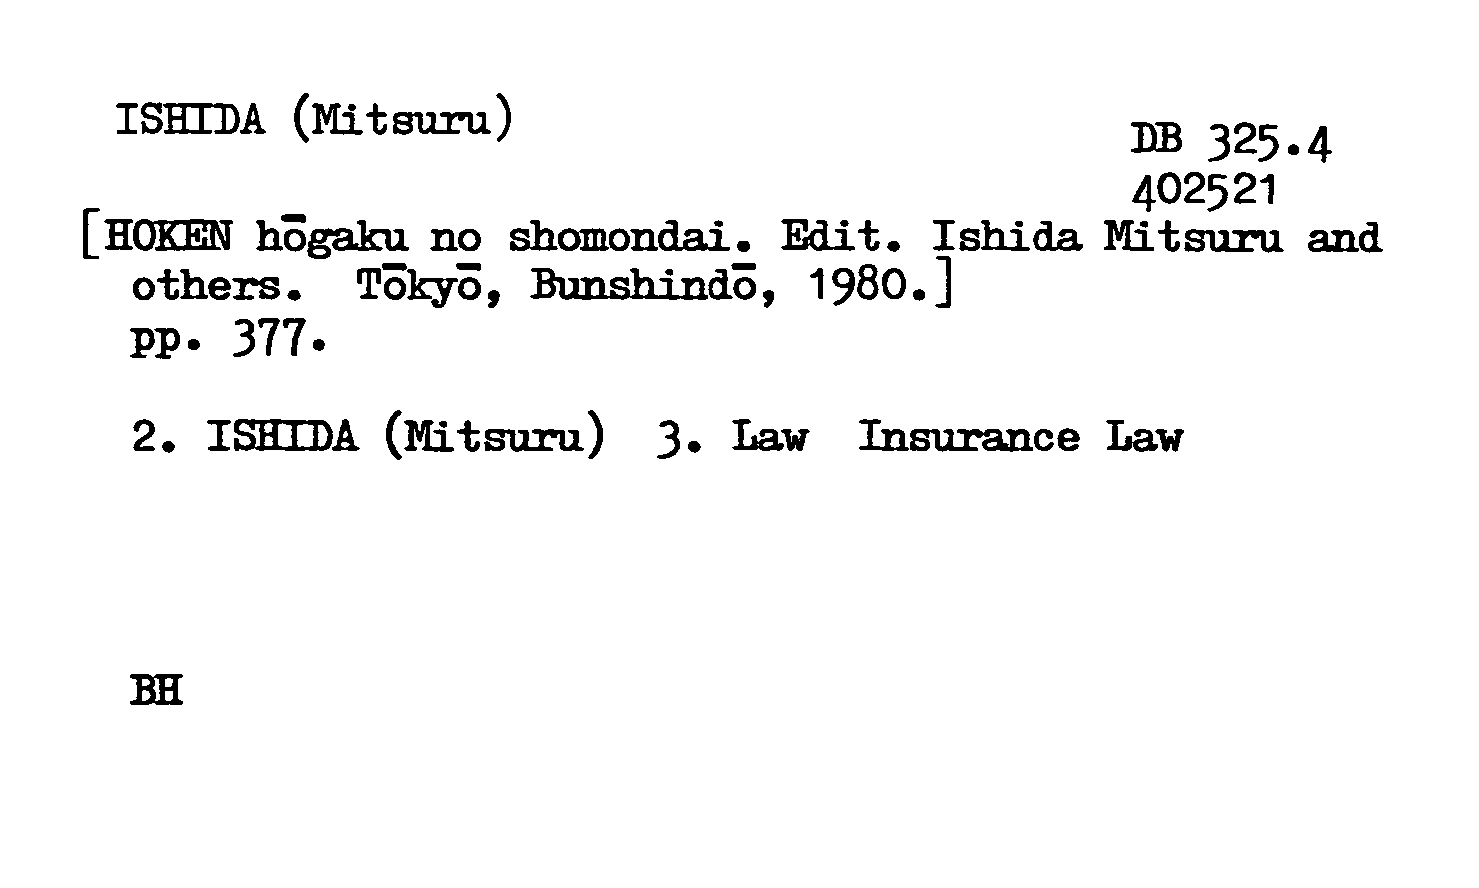 ISHIDA (Mitsuru)
DB 325.4
402521
[HOKEN hōgaku no shomondai. Edit. Ishida Mitsuru and
others. Tōkyō, Bunshindō, 1980.]
pp. 377.
2. ISHIDA (Mitsuru) 3. Law Insurance Law
BH